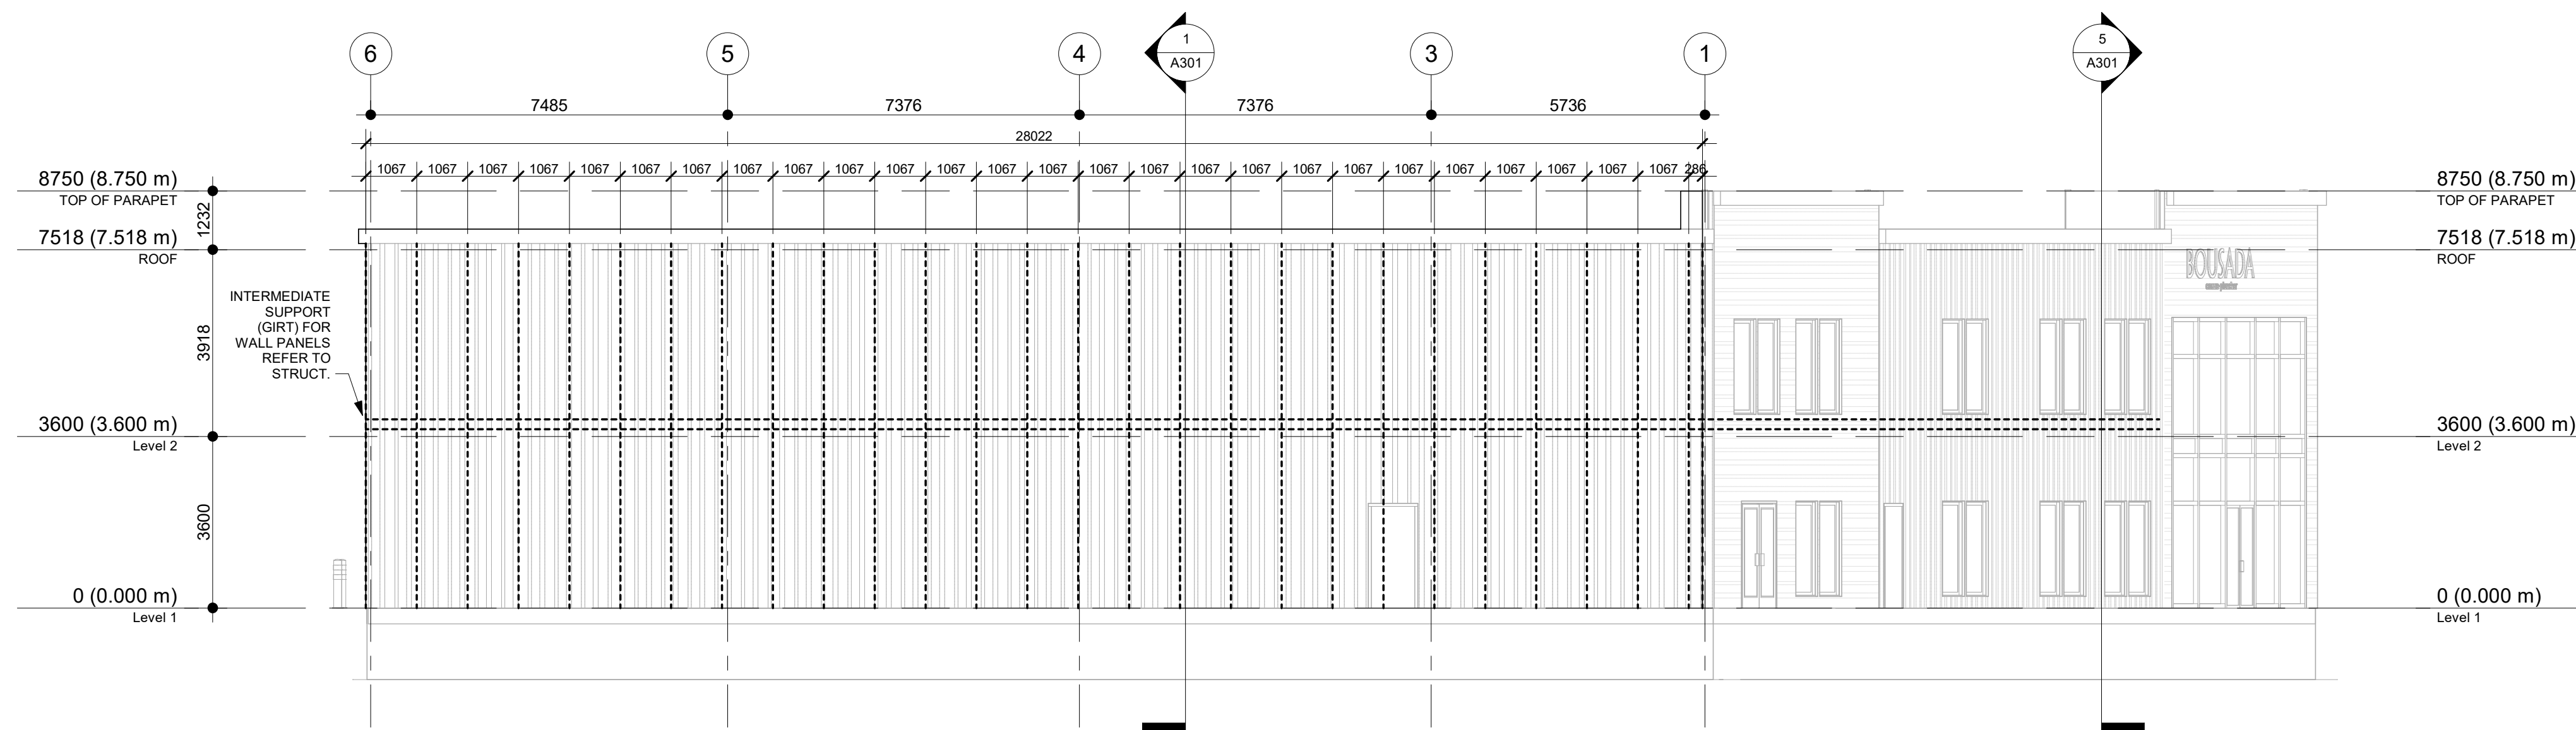 6
5
4
1
A301
3
1
5
A301
7485
7376
7376
5736
28022
1067 1067 1067 1067 1067 1067 1067 1067 1067 1067 1067 1067 1067 1067 1067 1067 1067 1067 1067 1067 1067 1067 1067 1067 1067 1067 286
8750 (8.750 m)
TOP OF PARAPET
1232
7518 (7.518 m)
ROOF
INTERMEDIATE
SUPPORT
(GIRT) FOR
WALL PANELS
REFER TO
STRUCT.
3918
3600 (3.600 m)
Level 2
3600
0 (0.000 m)
Level 1
BOUSADA
8750 (8.750 m)
TOP OF PARAPET
7518 (7.518 m)
ROOF
3600 (3.600 m)
Level 2
0 (0.000 m)
Level 1